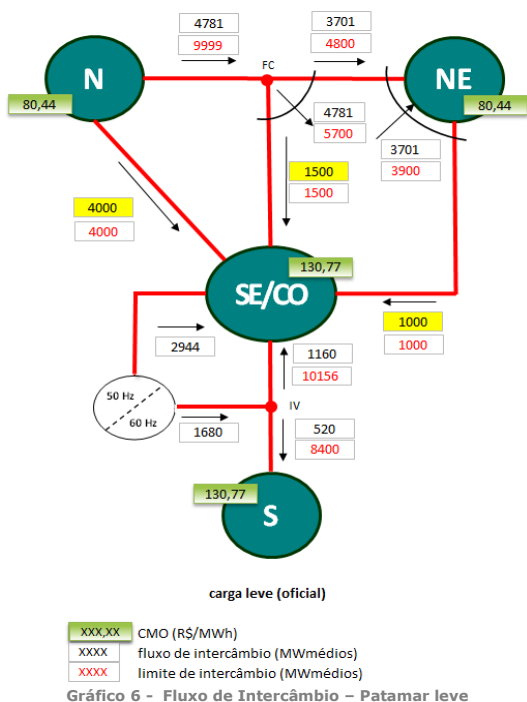 4781
9999
3701
4800
FC
N
NE
80,44
80,44
4781
5700
3701
3900
1500
1500
4000
4000
130,77
SE/CO
1000
1000
2944
1160
10156
50 Hz
60 Hz
IV
1680
520
8400
130,77
S
carga leve (oficial)
XXX,XX CMO (R$/MWh)
XXXX fluxo de intercâmbio (MWmédios)
XXXX limite de intercâmbio (MWmédios)
Gráfico 6 - Fluxo de Intercâmbio – Patamar leve